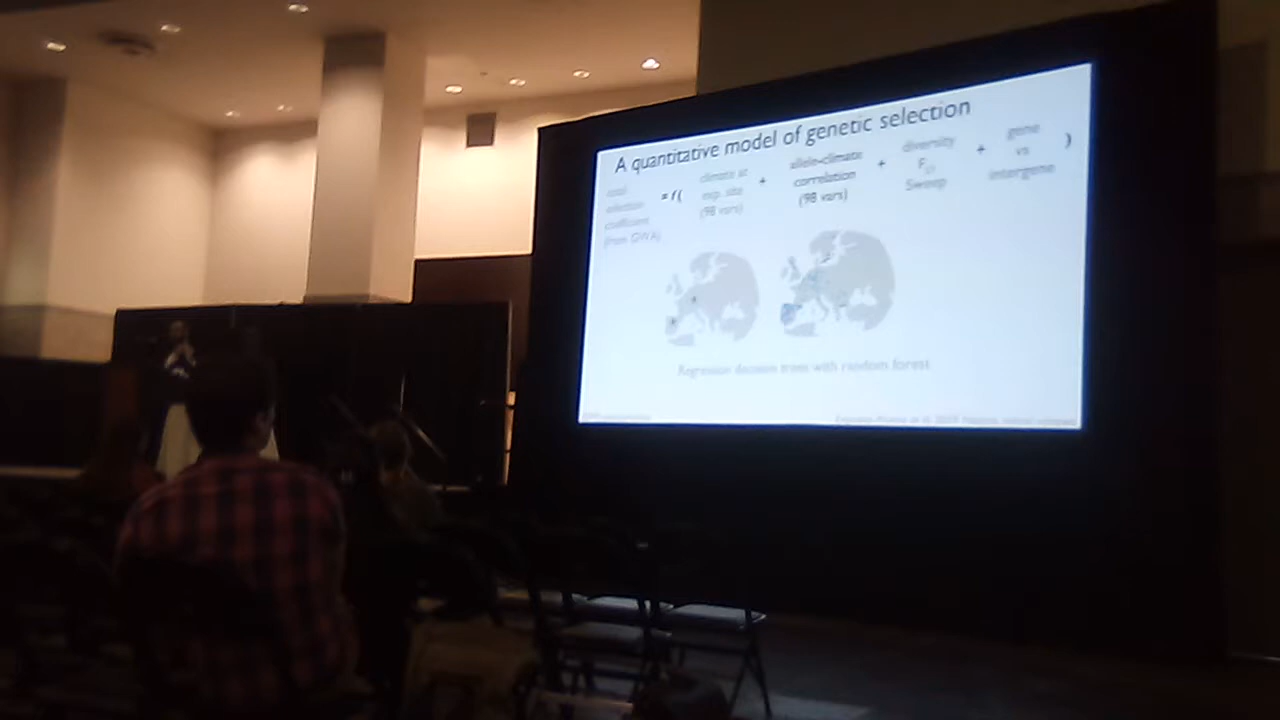 A quantitative model of genetic selection
total
selection
coefficient
(from GWA)
= f (
climate at
exp. site
(98 vars)
+
allele-climate
correlation
(98 vars)
+
diversity
Sweep
+
gene
vs
intergene
)
Regression decision trees with random forest